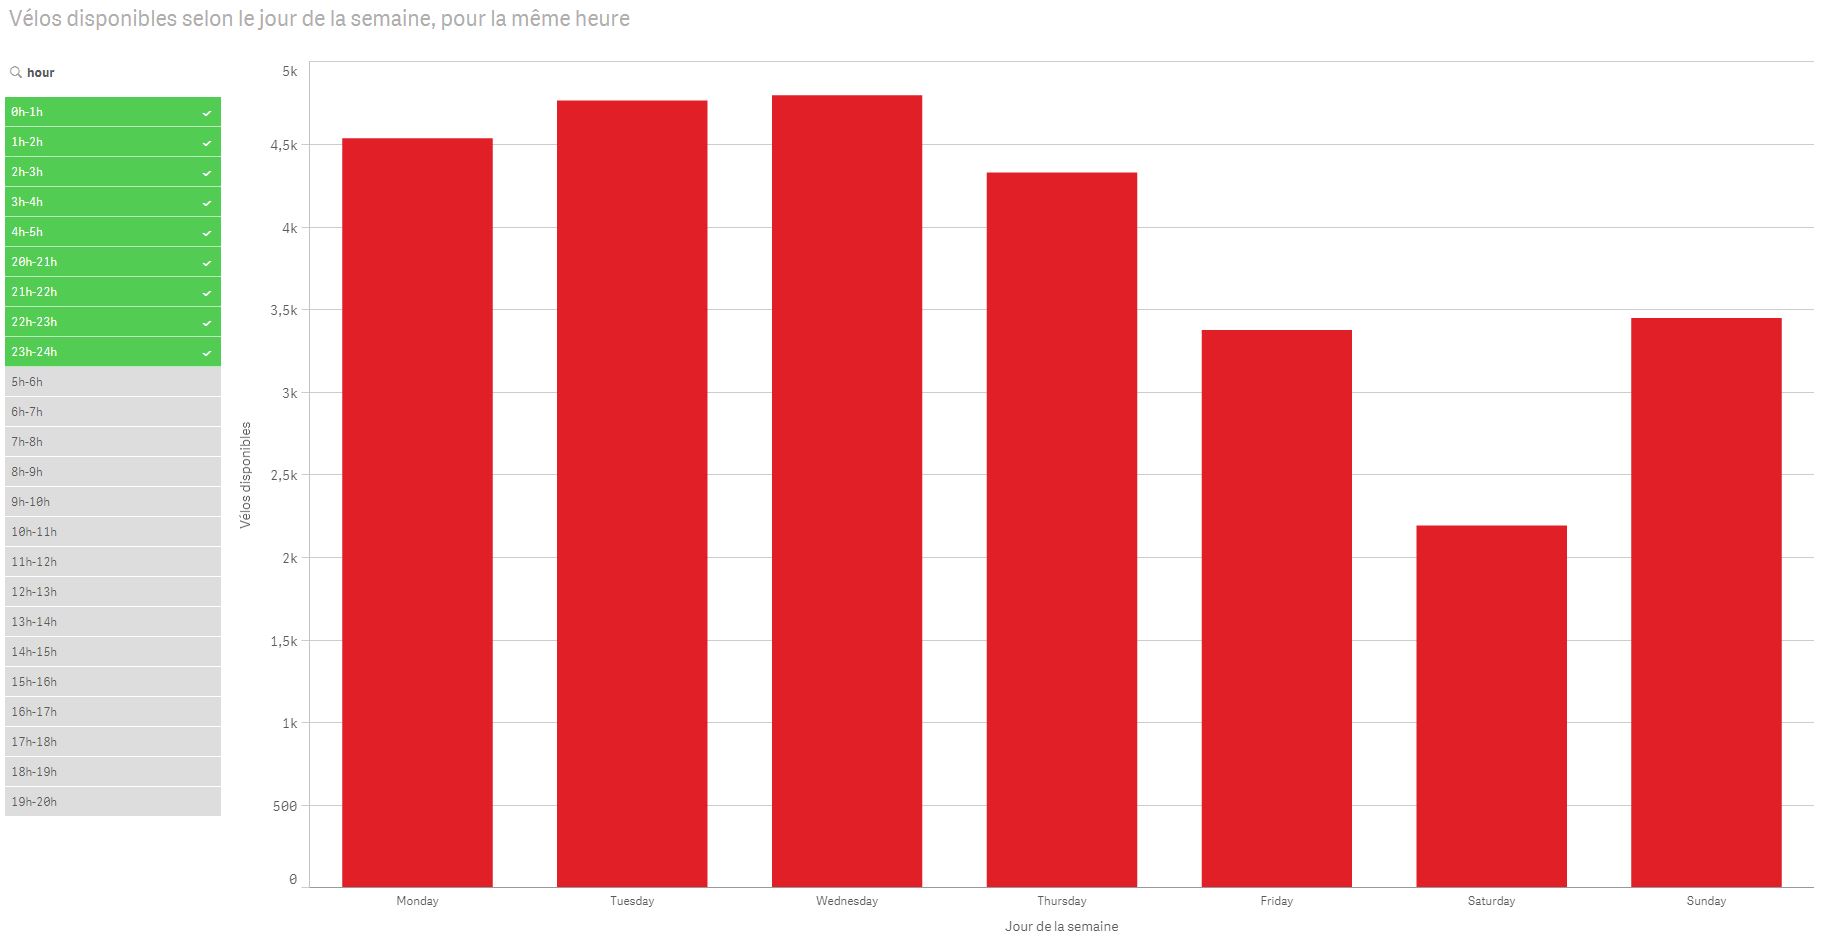 Vélos disponibles selon le jour de la semaine, pour la même heure
hour
0h-1h
1h-2h
2h-3h
3h-4h
4h-5h
20h-21h
21h-22h
22h-23h
23h-24h
5h-6h
6h-7h
7h-8h
8h-9h
9h-10h
10h-11h
11h-12h
12h-13h
13h-14h
14h-15h
15h-16h
16h-17h
17h-18h
18h-19h
19h-20h
Vélos disponibles
5k
4,5k
4k
3,5k
3k
2,5k
2k
1,5k
1k
500
0
Monday Tuesday Wednesday Thursday Friday Saturday Sunday
Jour de la semaine